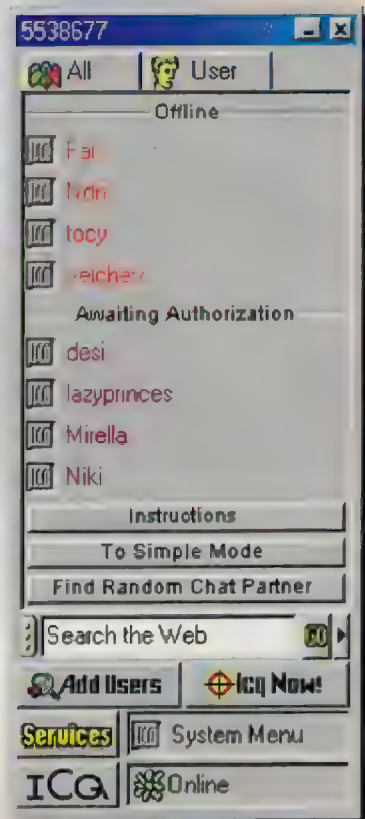 5538677
All User
Offline
tocy
Awaiting Authorization
desi
lazyprinces
Mirella
Niki
Instructions
To Simple Mode
Find Random Chat Partner
Search the Web GO
Add Users Icq Now!
Services System Menu
ICQ Online